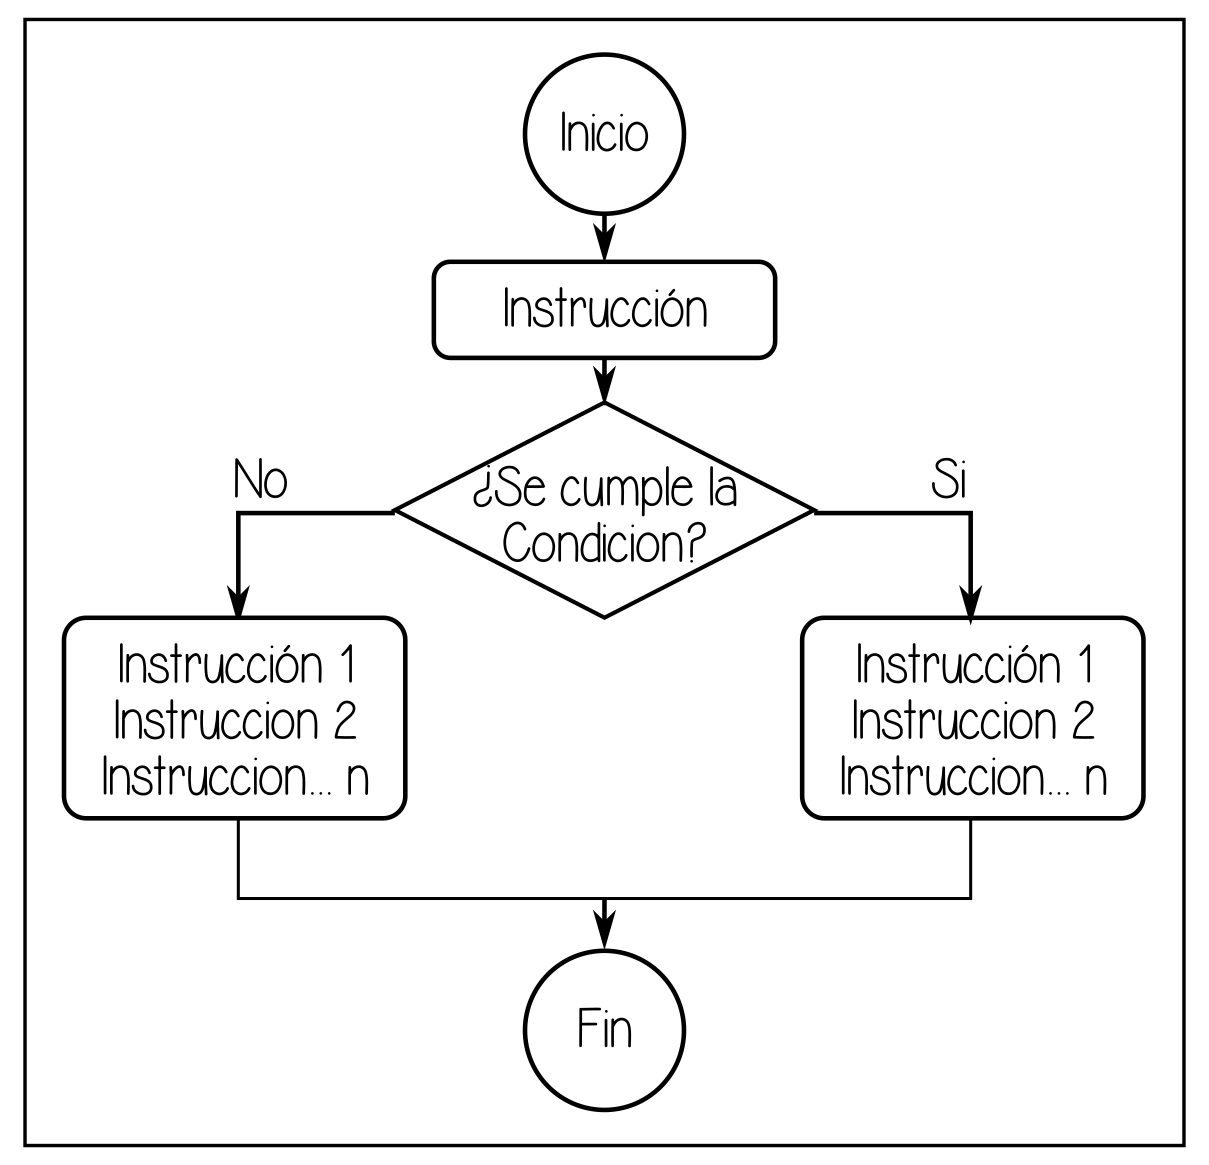 Inicio
Instrucción
¿Se cumple la
Condicion?
No
Si
Instrucción 1
Instruccion 2
Instruccion... n
Instrucción 1
Instruccion 2
Instruccion... n
Fin